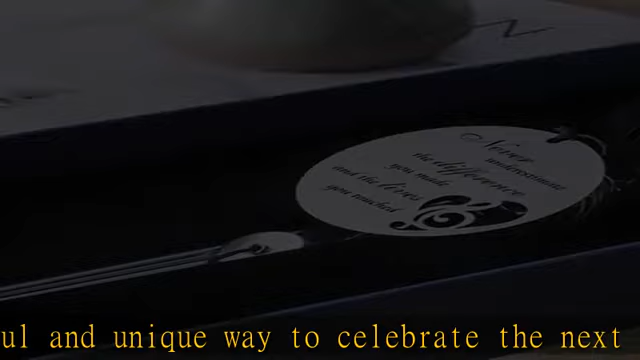 Never
underestimate
the difference
you made
and the lives
you touched
ul and unique way to celebrate the next